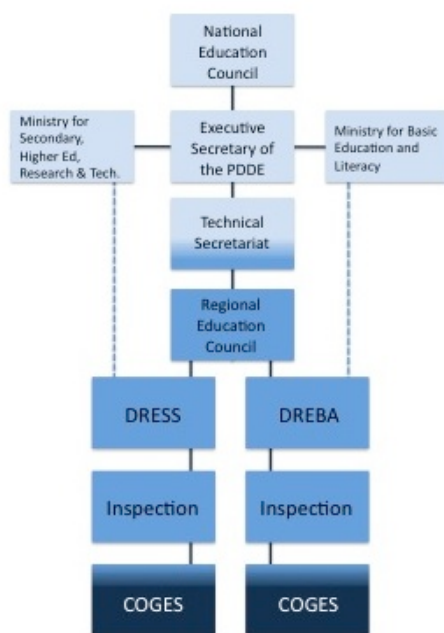 National
Education
Council
Ministry for
Secondary,
Higher Ed,
Research & Tech.
Executive
Secretary of
the PDDE
Ministry for Basic
Education and
Literacy
Technical
Secretariat
Regional
Education
Council
DRESS
DREBA
Inspection
Inspection
COGES
COGES